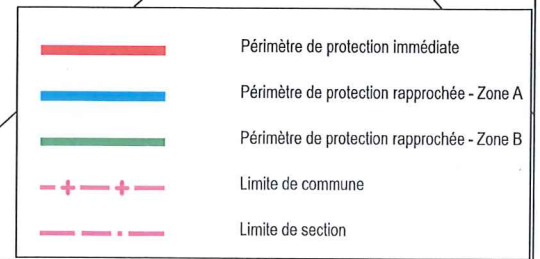 Périmètre de protection immédiate
Périmètre de protection rapprochée - Zone A
Périmètre de protection rapprochée - Zone B
Limite de commune
Limite de section